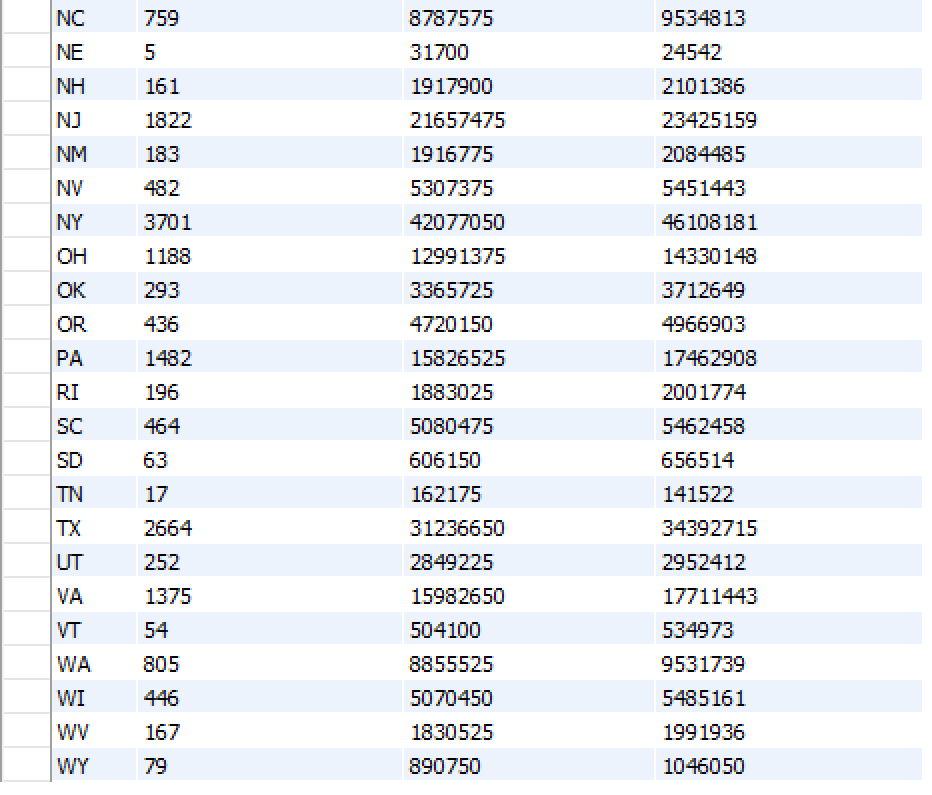 NC 759 8787575 9534813
NE 5 31700 24542
NH 161 1917900 2101386
NJ 1822 21657475 23425159
NM 183 1916775 2084485
NV 482 5307375 5451443
NY 3701 42077050 46108181
OH 1188 12991375 14330148
OK 293 3365725 3712649
OR 436 4720150 4966903
PA 1482 15826525 17462908
RI 196 1883025 2001774
SC 464 5080475 5462458
SD 63 606150 656514
TN 17 162175 141522
TX 2664 31236650 34392715
UT 252 2849225 2952412
VA 1375 15982650 17711443
VT 54 504100 534973
WA 805 8855525 9531739
WI 446 5070450 5485161
WV 167 1830525 1991936
WY 79 890750 1046050